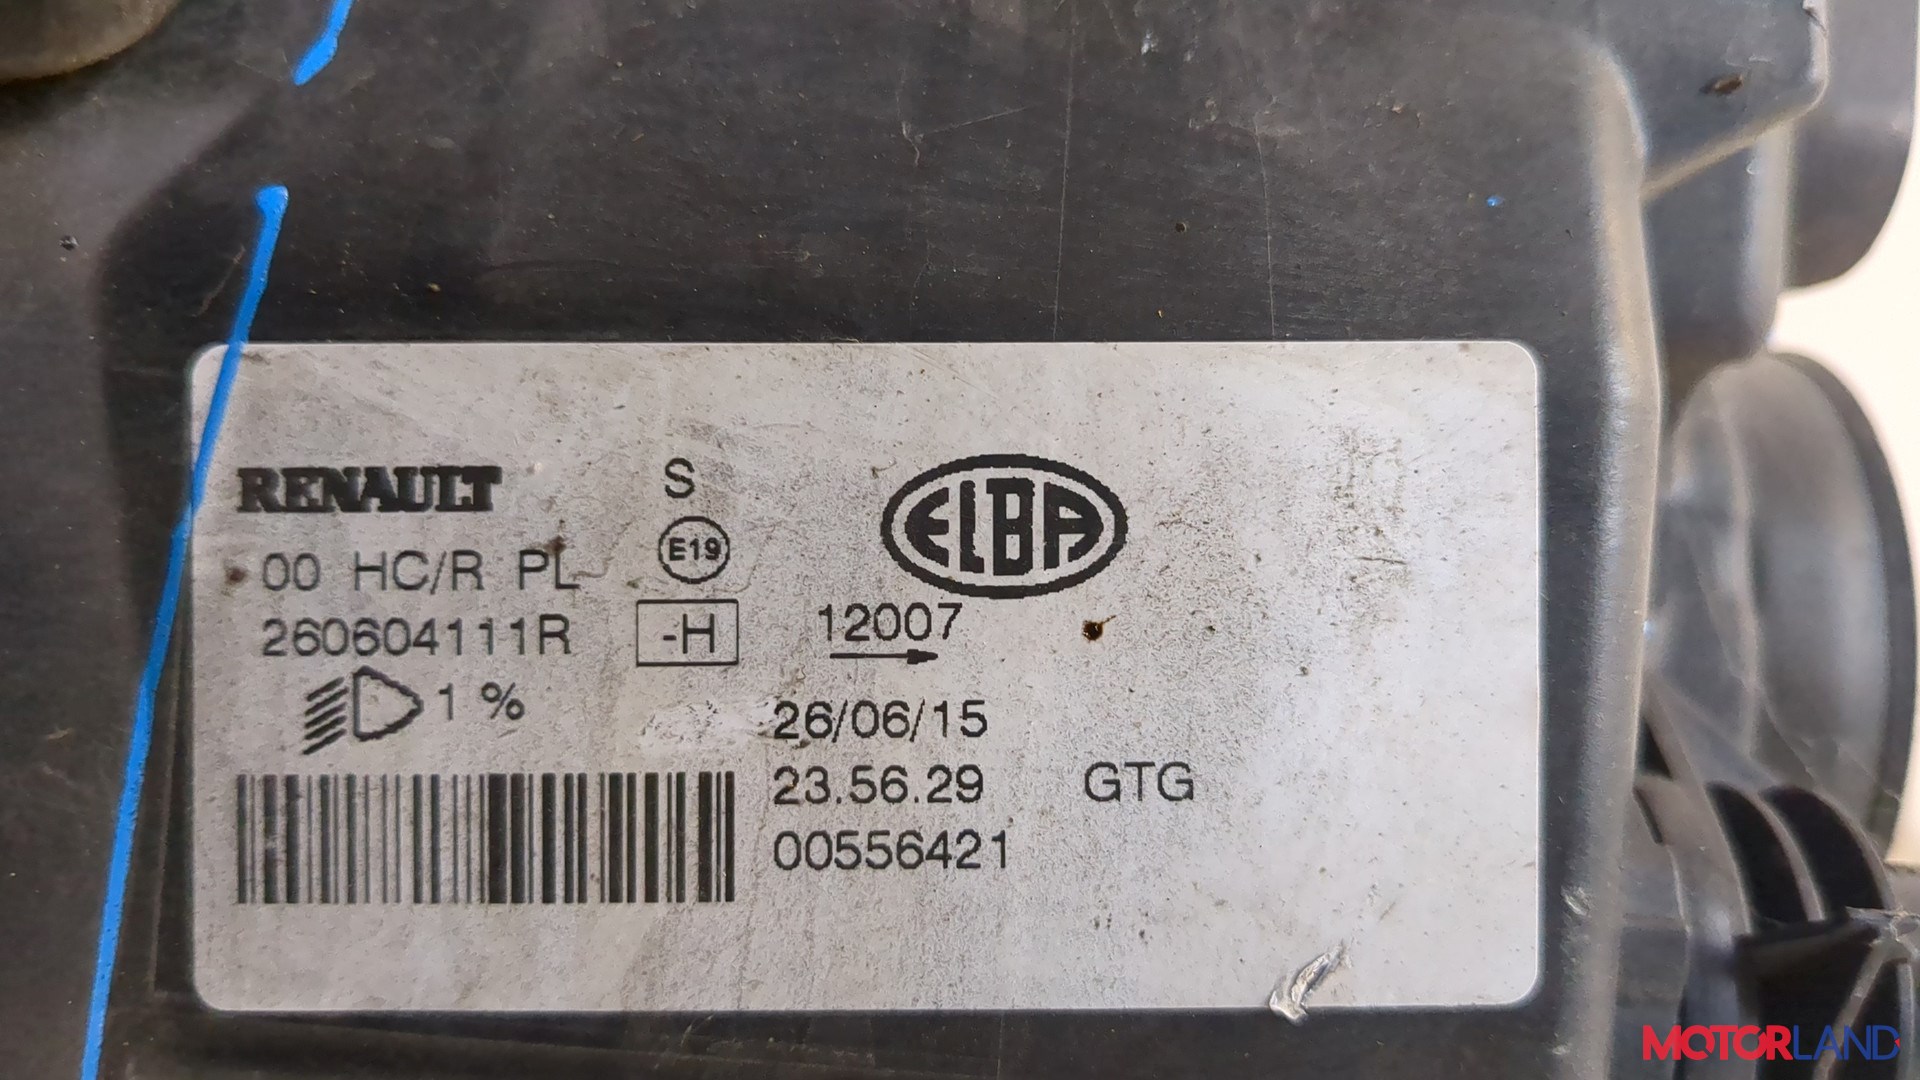 RENAULT
S
ELBA
00 HC/R PL
E19
260604111R
-H
12007
1 %
26/06/15
23.56.29
GTG
00556421
MOTORLAND